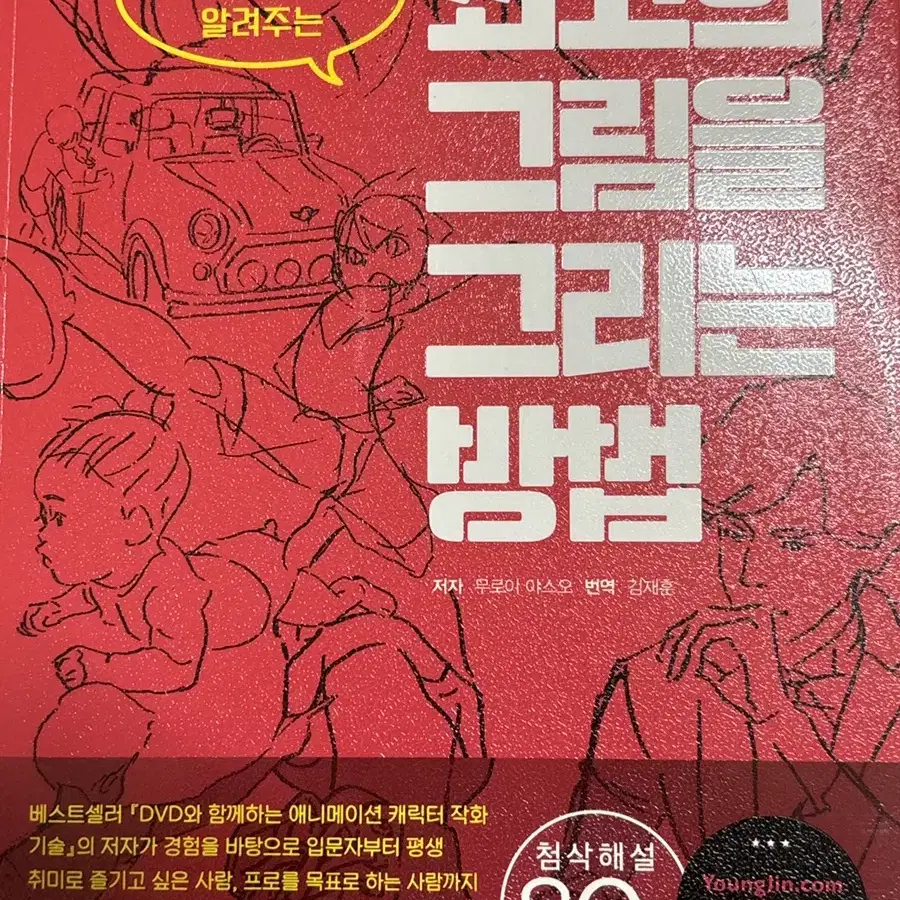 알려주는
최고의
그림을
그리는
방법
저자 무로이 야스오 번역 김재훈
베스트셀러 『DVD와 함께하는 애니메이션 캐릭터 작화
기술』의 저자가 경험을 바탕으로 입문자부터 평생
취미로 즐기고 싶은 사람, 프로를 목표로 하는 사람까지
첨삭해설
YoungJin.com